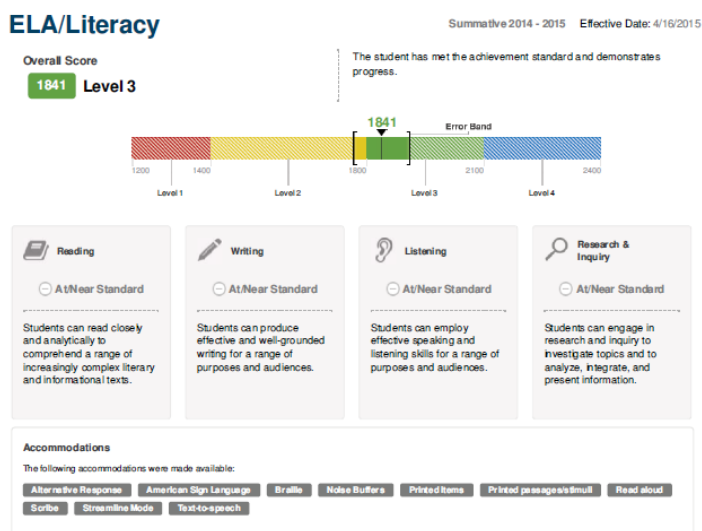 ELA/Literacy
Summative 2014 - 2015 Effective Date: 4/16/2015
Overall Score
1841 Level 3
The student has met the achievement standard and demonstrates
progress.
1841
Error Band
1200 1400 1800 2100 2400
Level 1 Level 2 Level 3 Level 4
Reading
At/Near Standard
Students can read closely
and analytically to
comprehend a range of
increasingly complex literary
and informational texts.
Writing
At/Near Standard
Students can produce
effective and well-grounded
writing for a range of
purposes and audiences.
Listening
At/Near Standard
Students can employ
effective speaking and
listening skills for a range of
purposes and audiences.
Research &
Inquiry
At/Near Standard
Students can engage in
research and inquiry to
investigate topics and to
analyze, integrate, and
present information.
Accommodations
The following accommodations were made available:
Alternative Response American Sign Language Braille Noise Buffers Printed Items Printed passages/stimuli Read aloud
Scribe Streamline Mode Text-to-speech